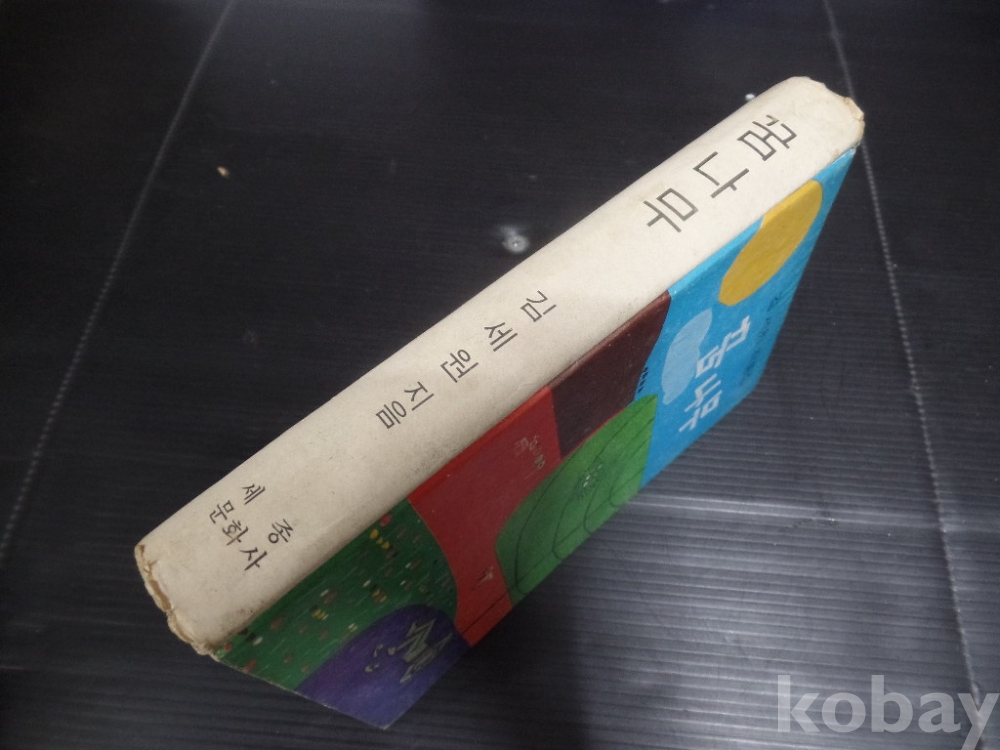 꿈나무
김세원 지음
세종
문화사
꿈나무
kobay